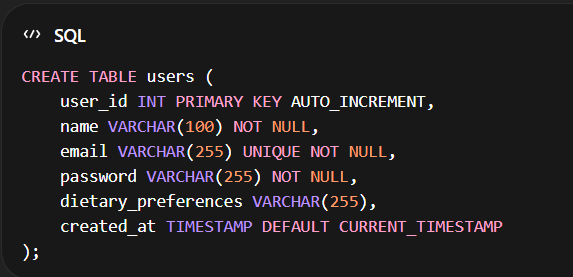 </> SQL
CREATE TABLE users (
    user_id INT PRIMARY KEY AUTO_INCREMENT,
    name VARCHAR(100) NOT NULL,
    email VARCHAR(255) UNIQUE NOT NULL,
    password VARCHAR(255) NOT NULL,
    dietary_preferences VARCHAR(255),
    created_at TIMESTAMP DEFAULT CURRENT_TIMESTAMP
);